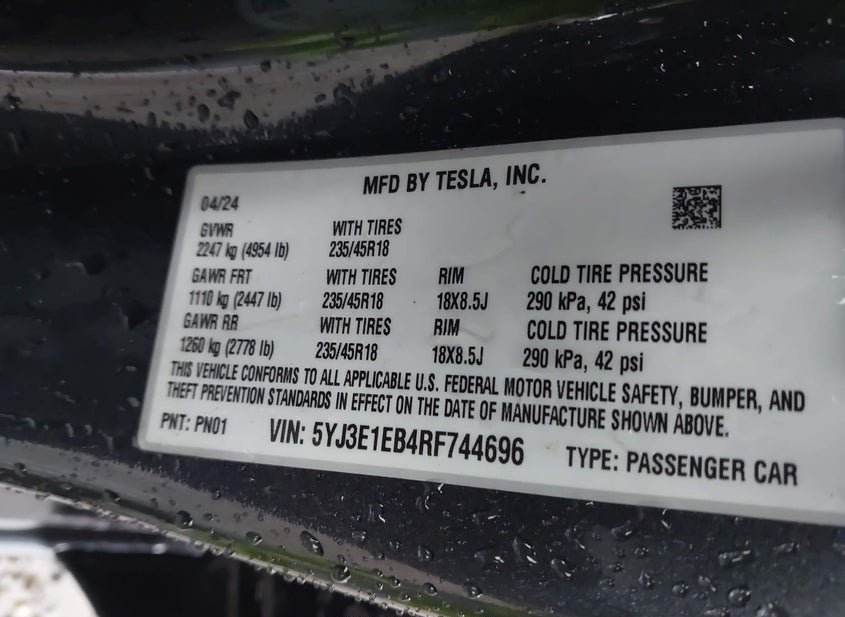 MFD BY TESLA, INC.
04/24
GVWR WITH TIRES
2247 kg (4954 lb) 235/45R18
GAWR FRT WITH TIRES RIM COLD TIRE PRESSURE
1110 kg (2447 lb) 235/45R18 18X8.5J 290 kPa, 42 psi
GAWR RR WITH TIRES RIM COLD TIRE PRESSURE
1260 kg (2778 lb) 235/45R18 18X8.5J 290 kPa, 42 psi
THIS VEHICLE CONFORMS TO ALL APPLICABLE U.S. FEDERAL MOTOR VEHICLE SAFETY, BUMPER, AND
THEFT PREVENTION STANDARDS IN EFFECT ON THE DATE OF MANUFACTURE SHOWN ABOVE.
PNT: PN01 VIN: 5YJ3E1EB4RF744696 TYPE: PASSENGER CAR